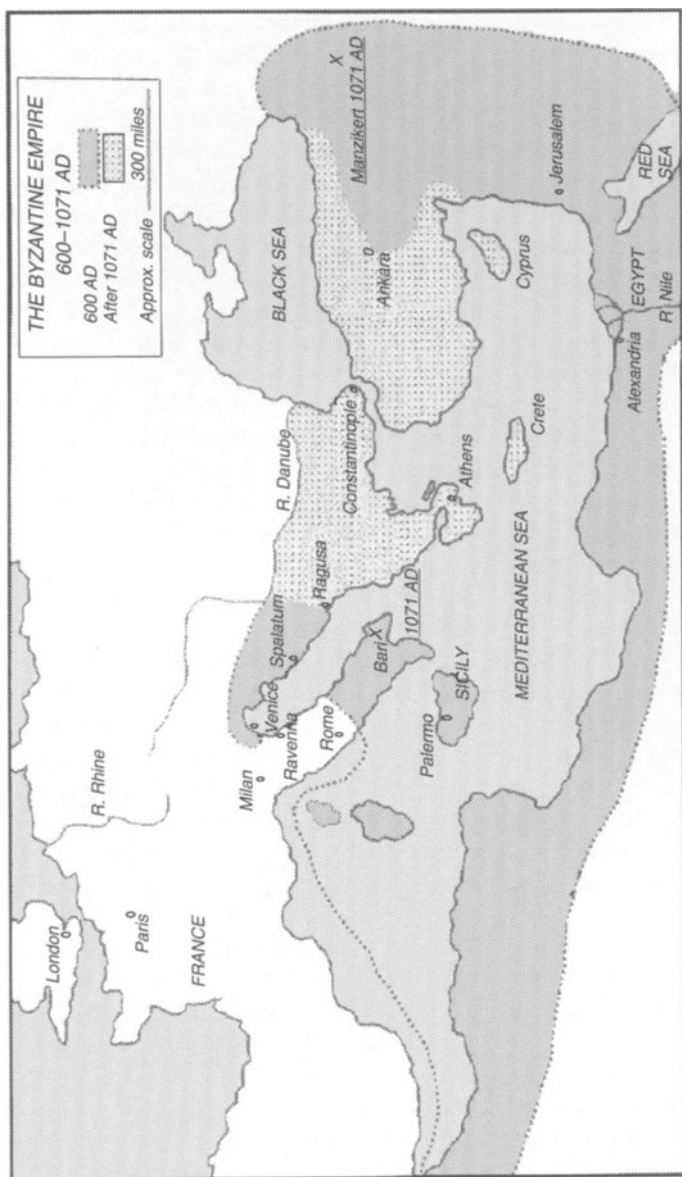 THE BYZANTINE EMPIRE
600–1071 AD
600 AD
After 1071 AD
300 miles
Approx. scale
London
Paris
FRANCE
R. Rhine
Milan
Venice
Ravenna
Rome
Spalatum
Ragusa
R. Danube
BLACK SEA
Constantinople
Ankara
X
Manzikert 1071 AD
Bari X
1071 AD
Athens
Palermo
SICILY
Crete
Cyprus
MEDITERRANEAN SEA
Jerusalem
RED
SEA
EGYPT
Alexandria
R Nile